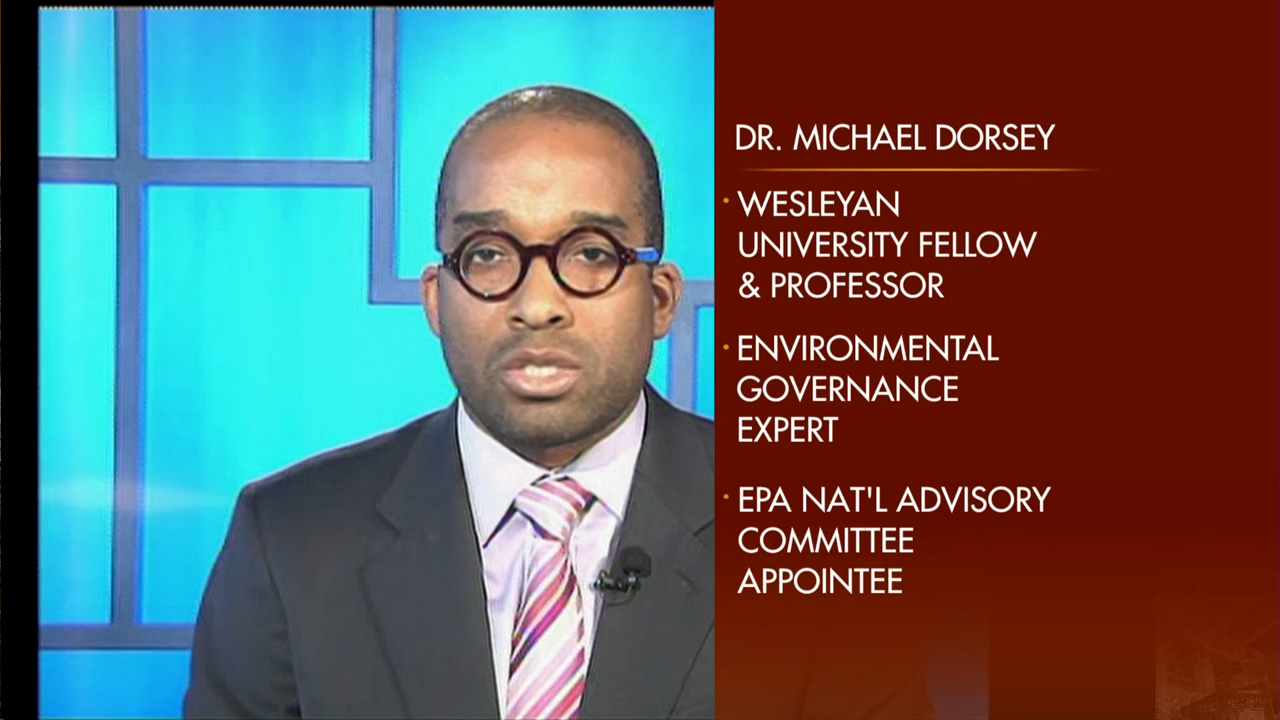 DR. MICHAEL DORSEY
• WESLEYAN
UNIVERSITY FELLOW
& PROFESSOR
• ENVIRONMENTAL
GOVERNANCE
EXPERT
• EPA NAT'L ADVISORY
COMMITTEE
APPOINTEE